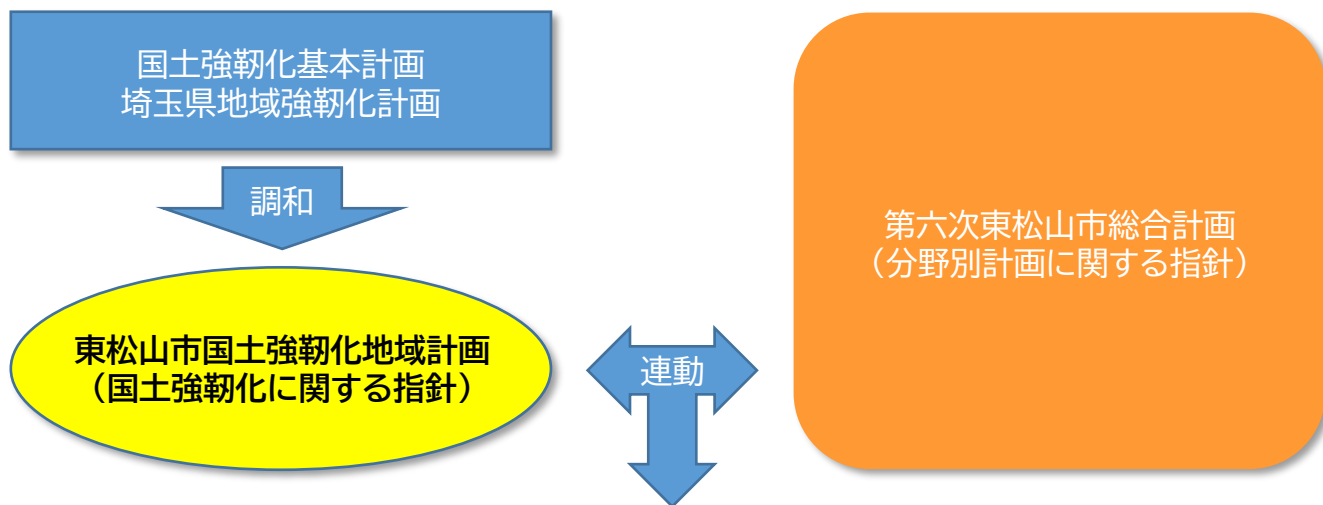 国土強靭化基本計画
埼玉県地域強靭化計画
調和
東松山市国土強靭化地域計画
（国土強靭化に関する指針）
連動
第六次東松山市総合計画
（分野別計画に関する指針）